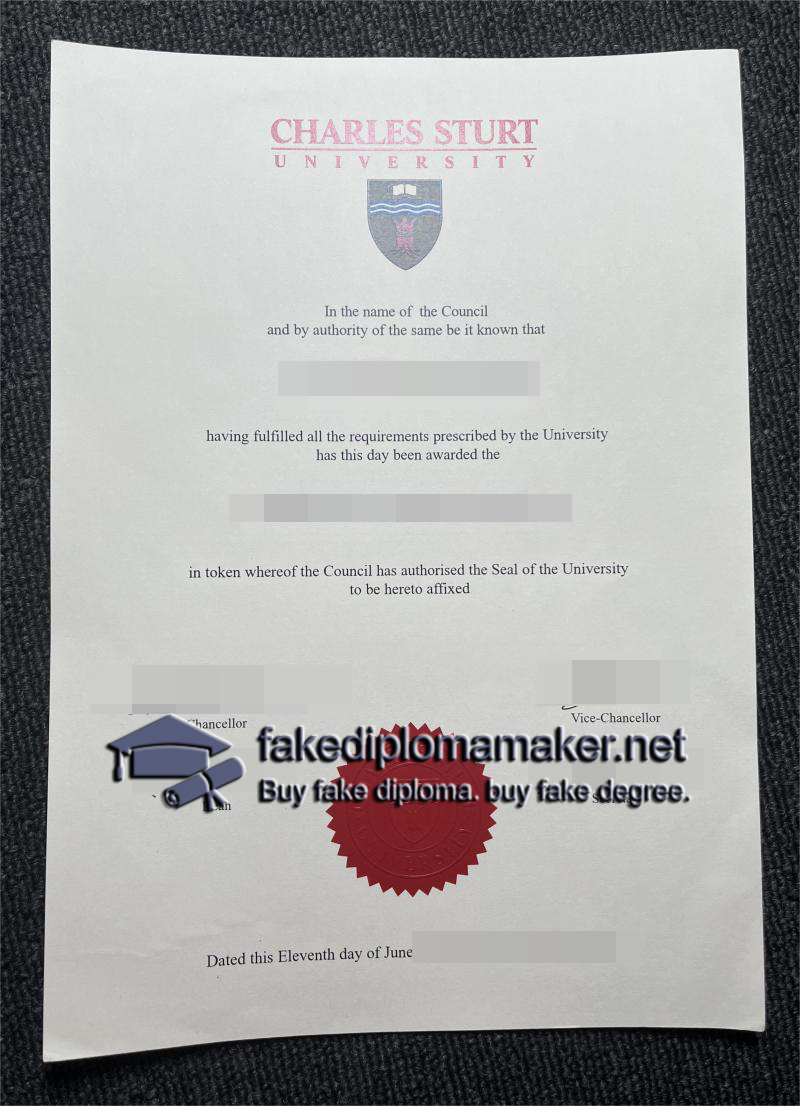 CHARLES STURT
UNIVERSITY
In the name of the Council
and by authority of the same be it known that
having fulfilled all the requirements prescribed by the University
has this day been awarded the
in token whereof the Council has authorised the Seal of the University
to be hereto affixed
Chancellor
Vice-Chancellor
fakediplomamaker.net
Buy fake diploma. buy fake degree.
Dated this Eleventh day of June